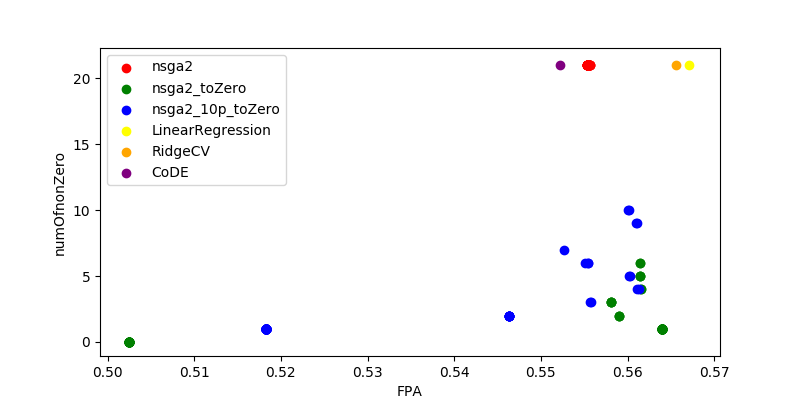 nsga2
nsga2_toZero
nsga2_10p_toZero
LinearRegression
RidgeCV
CoDE
20
15
10
5
0
numOfnonZero
0.50 0.51 0.52 0.53 0.54 0.55 0.56 0.57
FPA